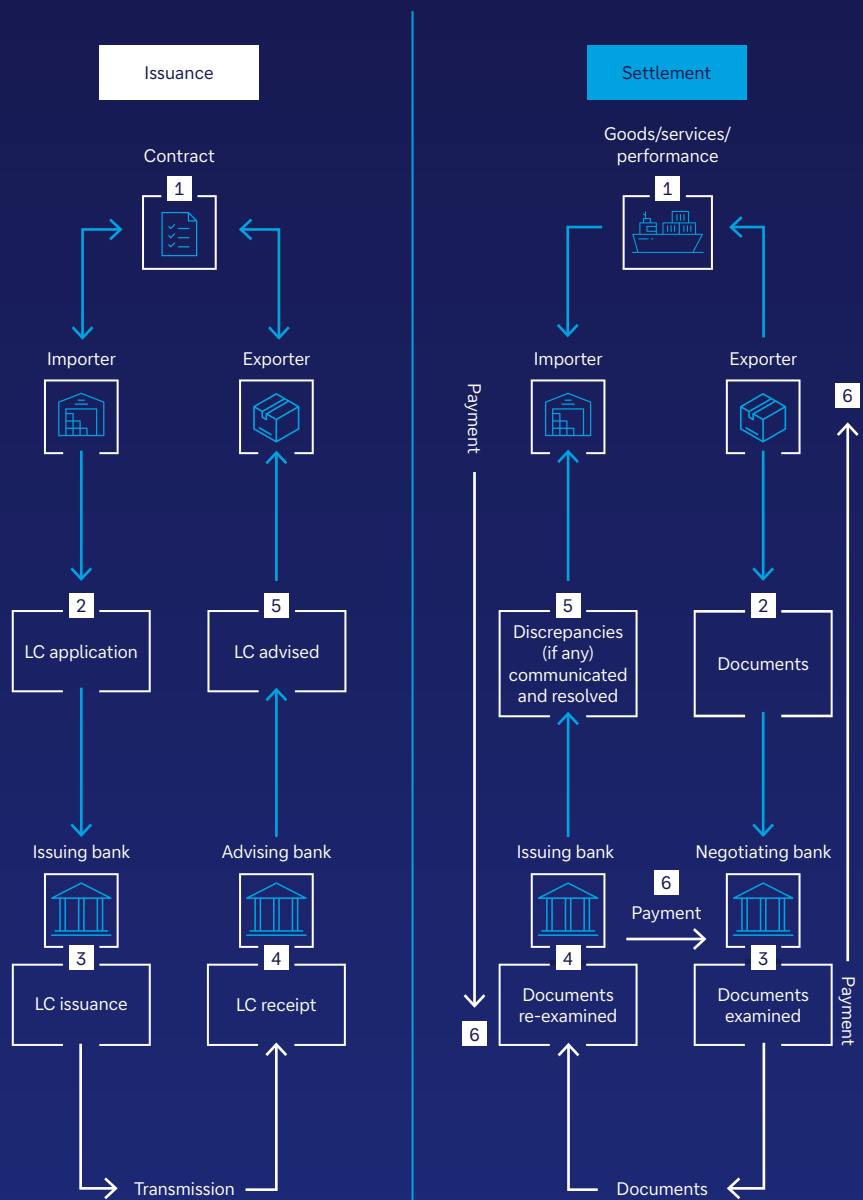 Issuance
Contract
1
Importer
Exporter
2
LC application
5
LC advised
Issuing bank
Advising bank
3
LC issuance
4
LC receipt
Transmission
Settlement
Goods/services/
performance
1
Importer
Exporter
Payment
6
5
Discrepancies
(if any)
communicated
and resolved
2
Documents
Issuing bank
Negotiating bank
6
Payment
4
Documents
re-examined
3
Documents
examined
6
Payment
Documents